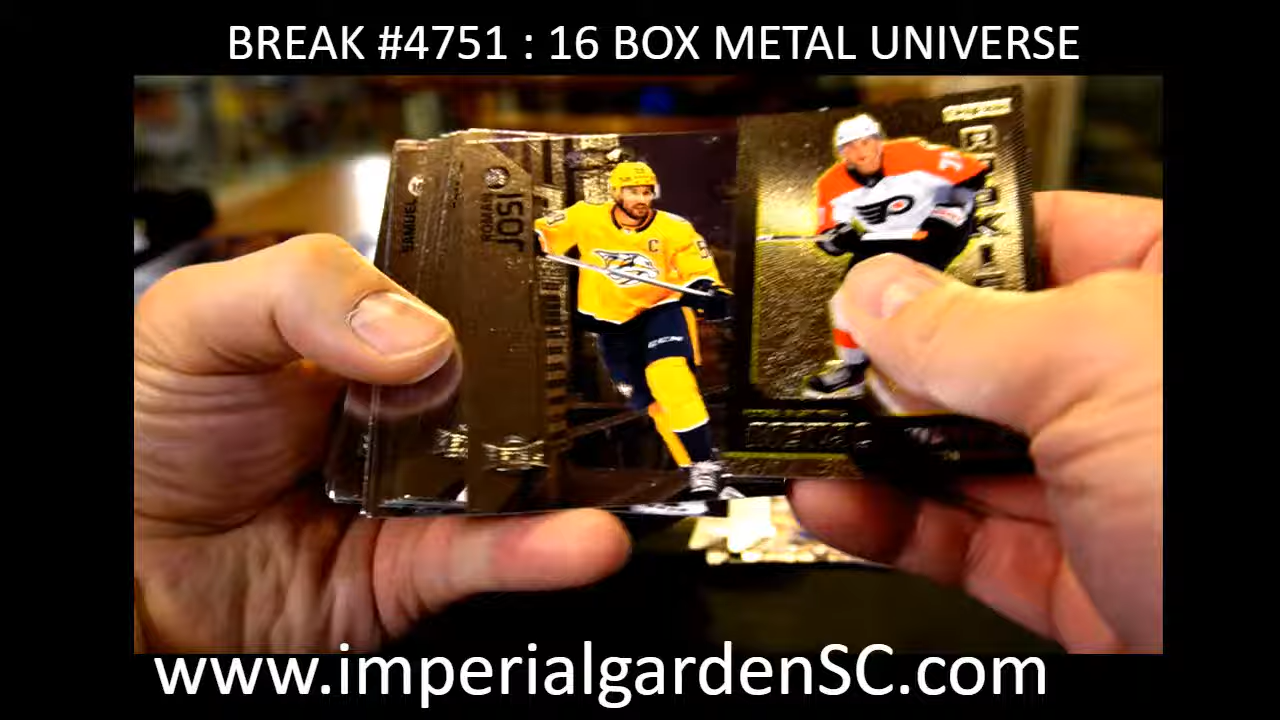 BREAK #4751 : 16 BOX METAL UNIVERSE
SAMUEL
ROMAN
JOSI
C
www.imperialgardenSC.com